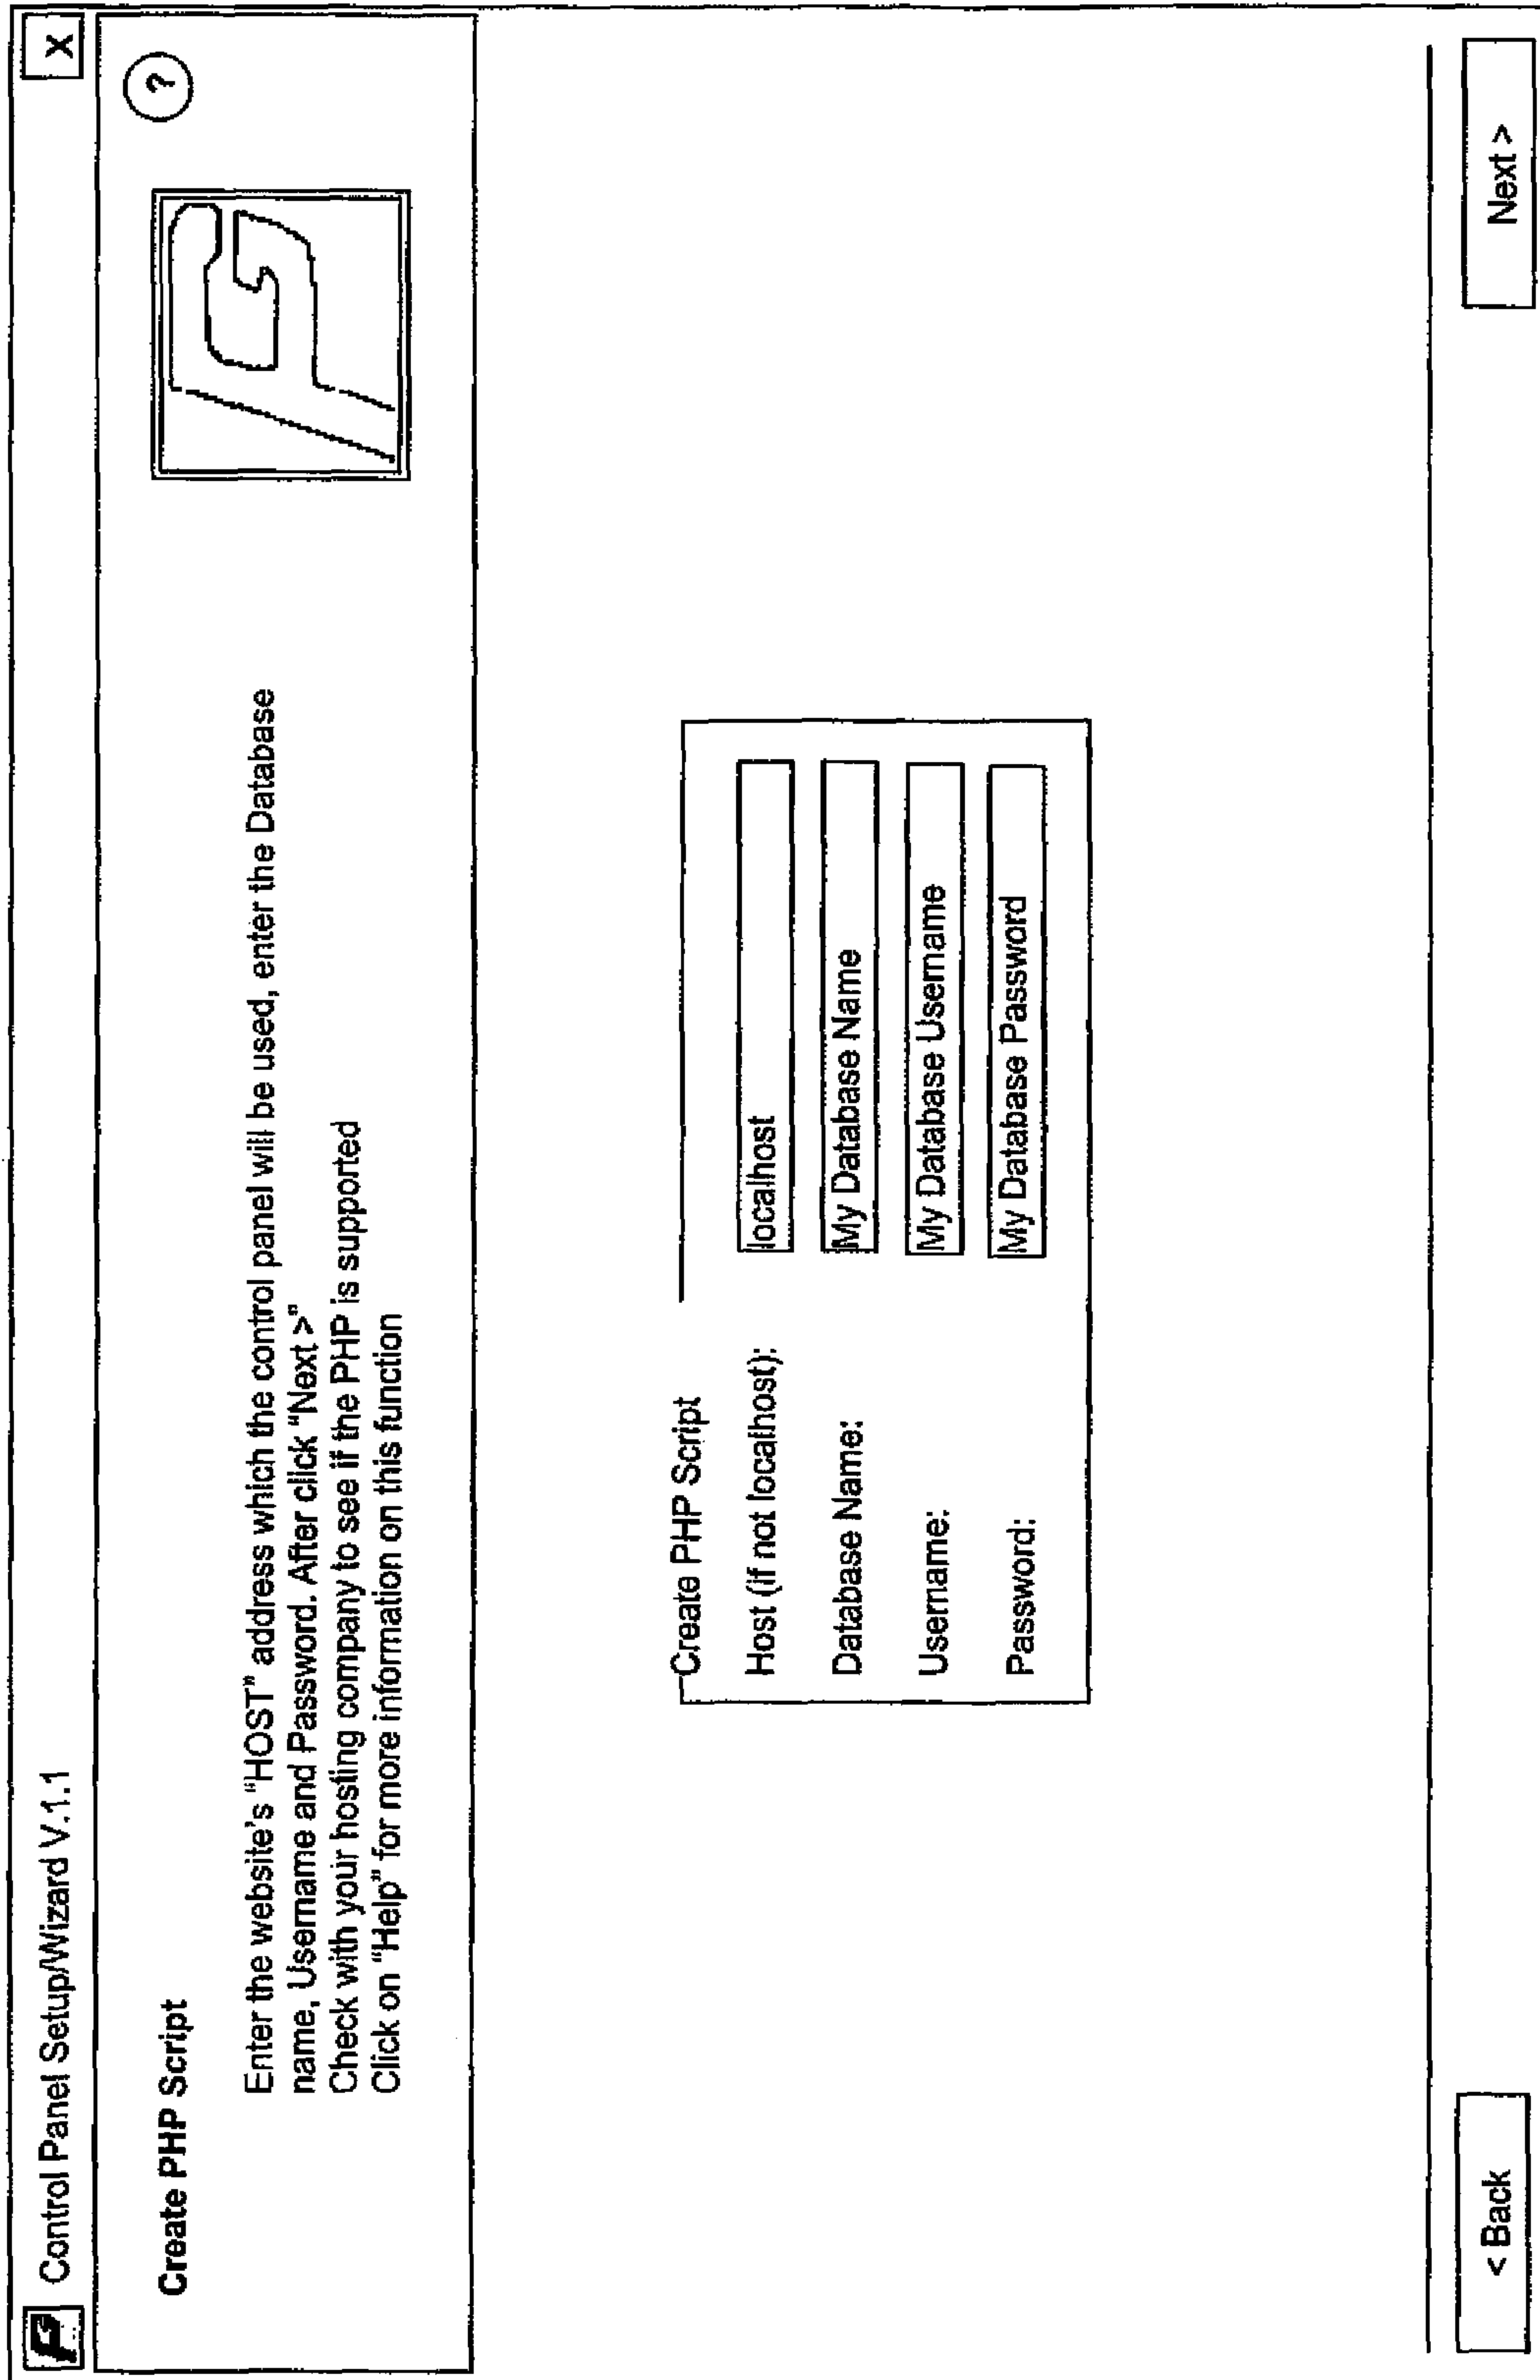 Control Panel Setup/Wizard V.1.1
X
Create PHP Script
?
Enter the website's "HOST" address which the control panel will be used, enter the Database
name, Username and Password. After click "Next >"
Check with your hosting company to see if the PHP is supported
Click on "Help" for more information on this function
Create PHP Script
Host (if not localhost): localhost
Database Name: My Database Name
Username: My Database Username
Password: My Database Password
< Back
Next >